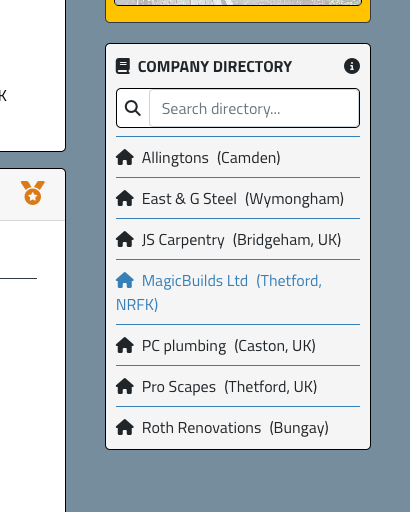 K
COMPANY DIRECTORY
Search directory...
Allingtons (Camden)
East & G Steel (Wymongham)
JS Carpentry (Bridgeham, UK)
MagicBuilds Ltd (Thetford,
NRFK)
PC plumbing (Caston, UK)
Pro Scapes (Thetford, UK)
Roth Renovations (Bungay)